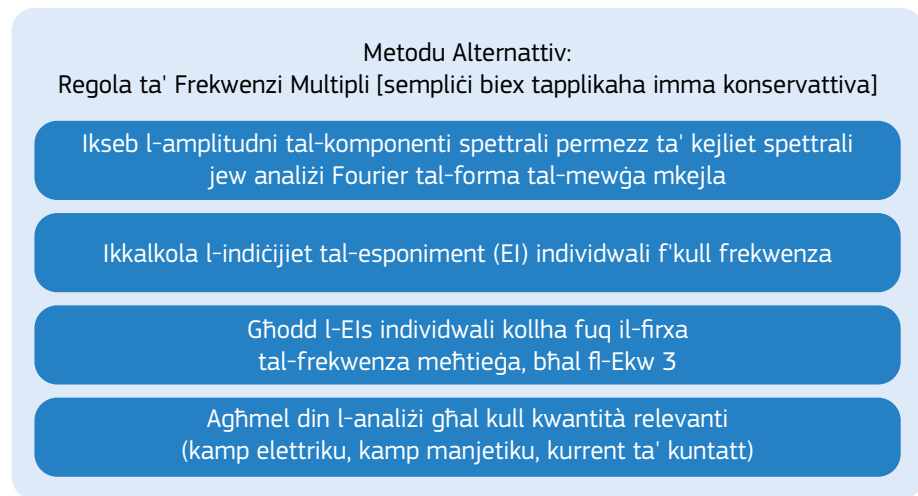 Metodu Alternattiv:
Regola ta' Frekwenzi Multipli [sempliċi biex tapplikaha imma konservattiva]
Ikseb l-amplitudni tal-komponenti spettrali permezz ta' kejliet spettrali
jew analiżi Fourier tal-forma tal-mewġa mkejla
Ikkalkola l-indiċijiet tal-esponiment (EI) individwali f'kull frekwenza
Għodd l-EIs individwali kollha fuq il-firxa
tal-frekwenza meħtieġa, bħal fl-Ekw 3
Agħmel din l-analiżi għal kull kwantità relevanti
(kamp elettriku, kamp manjetiku, kurrent ta' kuntatt)